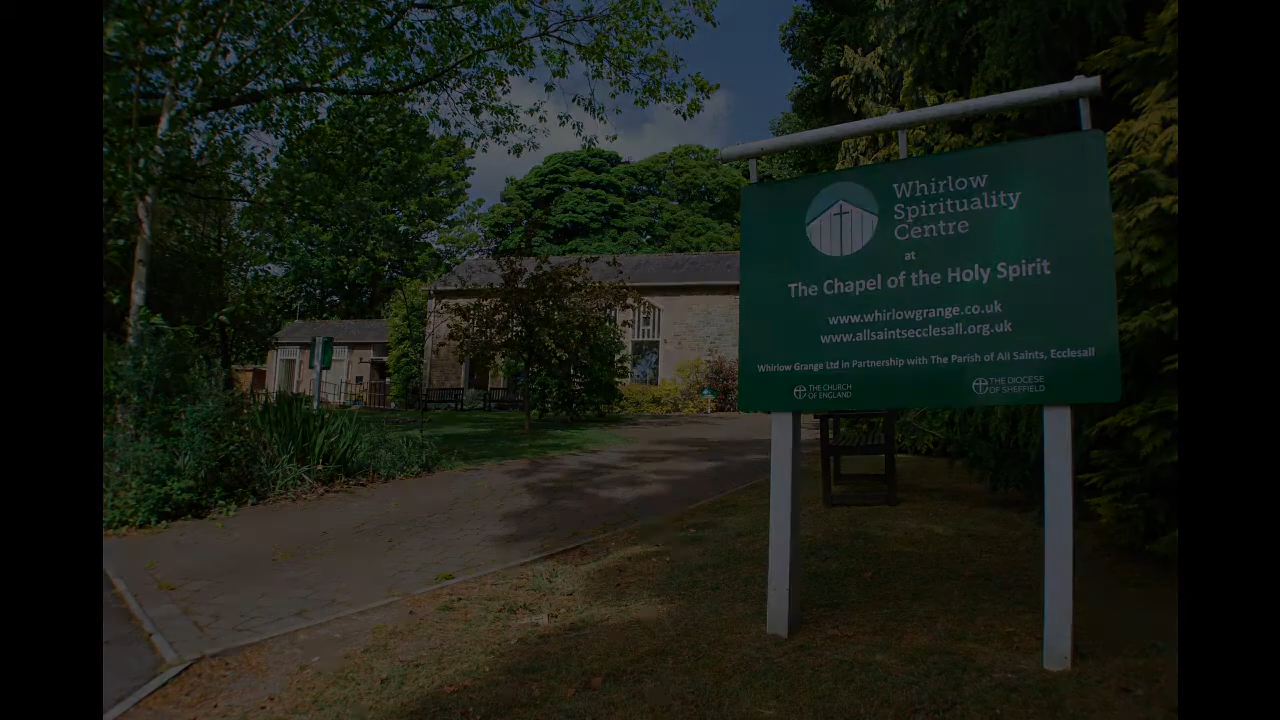 Whirlow
Spirituality
Centre
at
The Chapel of the Holy Spirit
www.whirlowgrange.co.uk
www.allsaintsecclesall.org.uk
Whirlow Grange Ltd in Partnership with The Parish of All Saints, Ecclesall
THE CHURCH
OF ENGLAND
THE DIOCESE
OF SHEFFIELD